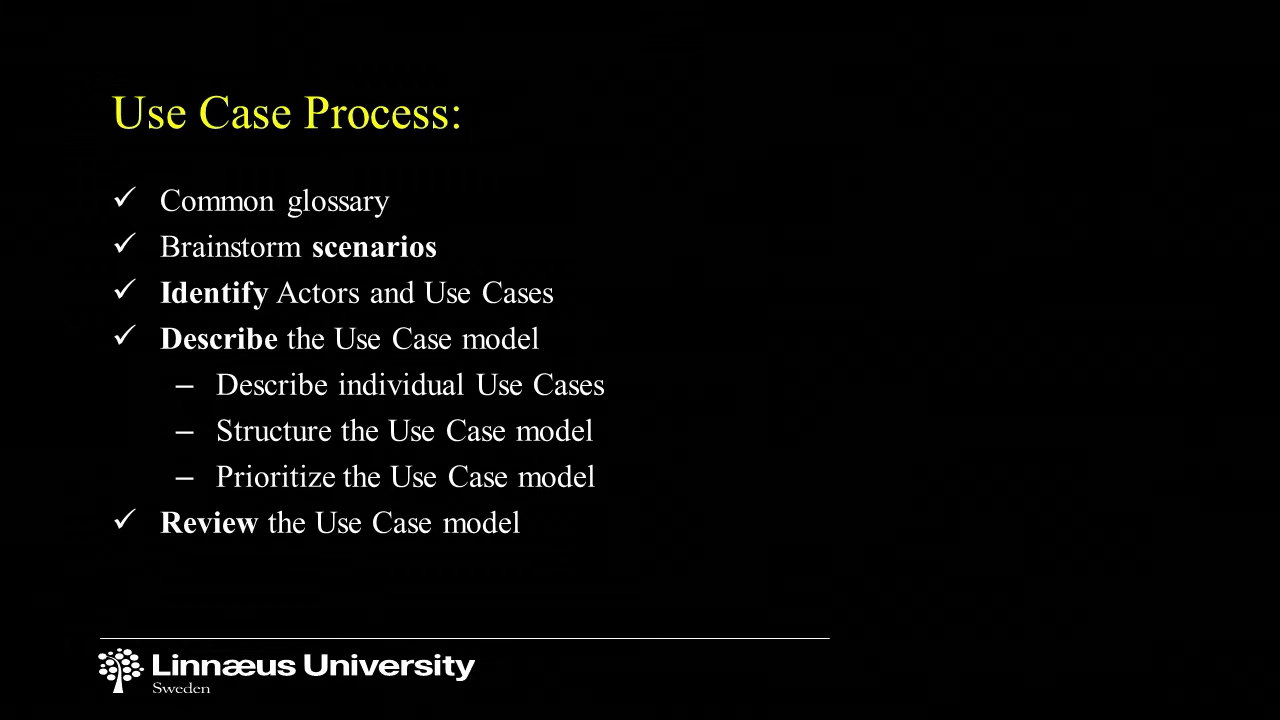 Use Case Process:
✓ Common glossary
✓ Brainstorm scenarios
✓ Identify Actors and Use Cases
✓ Describe the Use Case model
– Describe individual Use Cases
– Structure the Use Case model
– Prioritize the Use Case model
✓ Review the Use Case model
Linnæus University
Sweden